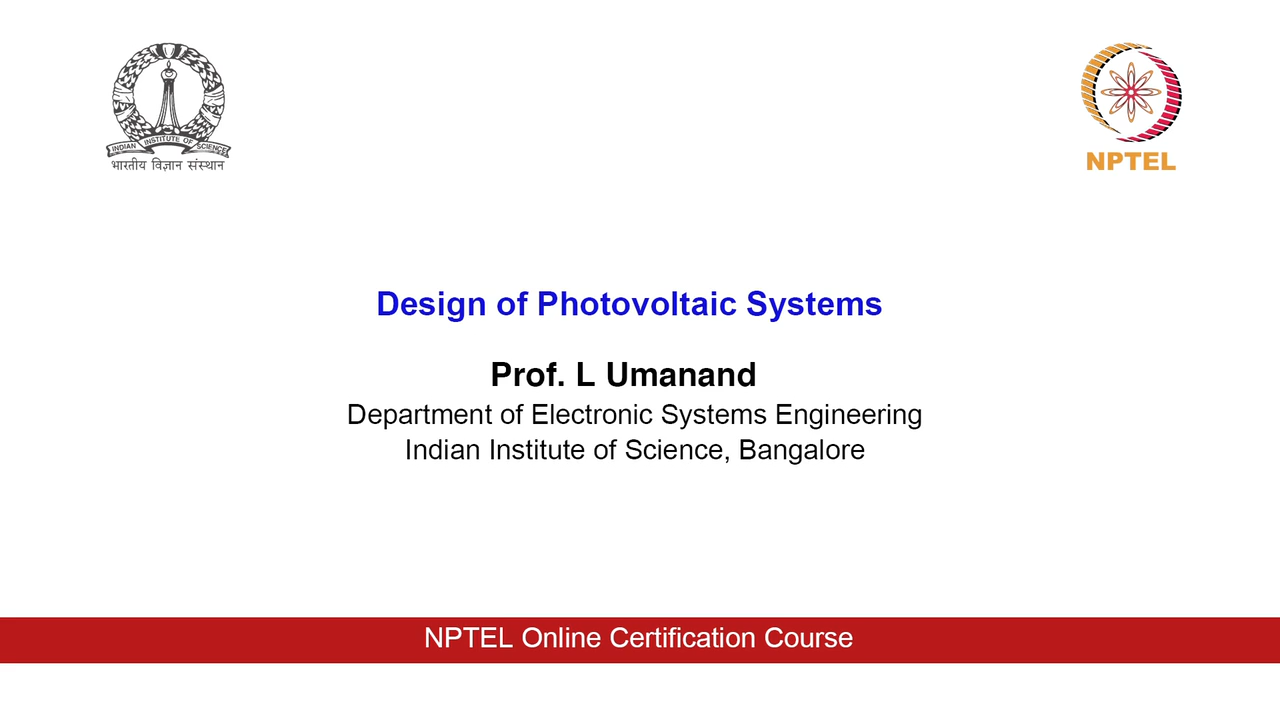 INDIAN INSTITUTE OF SCIENCE
भारतीय विज्ञान संस्थान
NPTEL
Design of Photovoltaic Systems
Prof. L Umanand
Department of Electronic Systems Engineering
Indian Institute of Science, Bangalore
NPTEL Online Certification Course